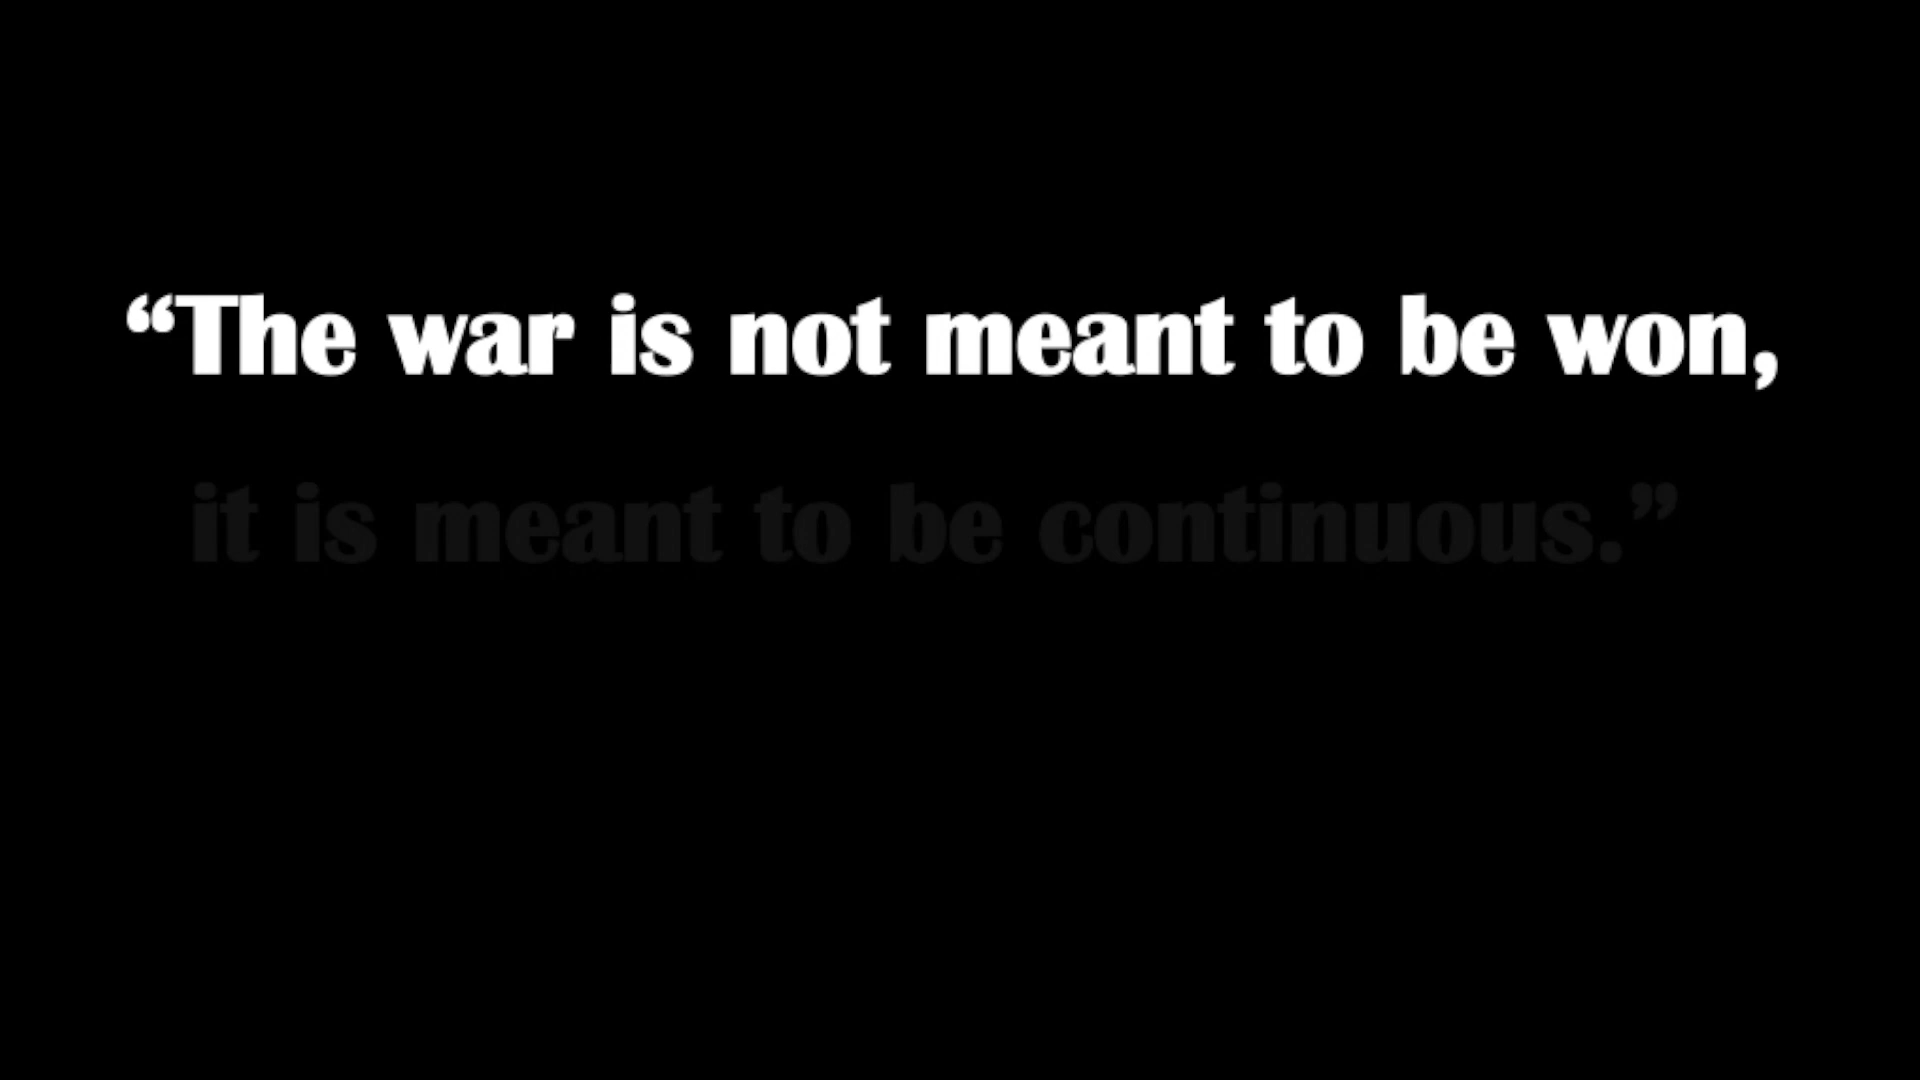 “The war is not meant to be won,
it is meant to be continuous.”